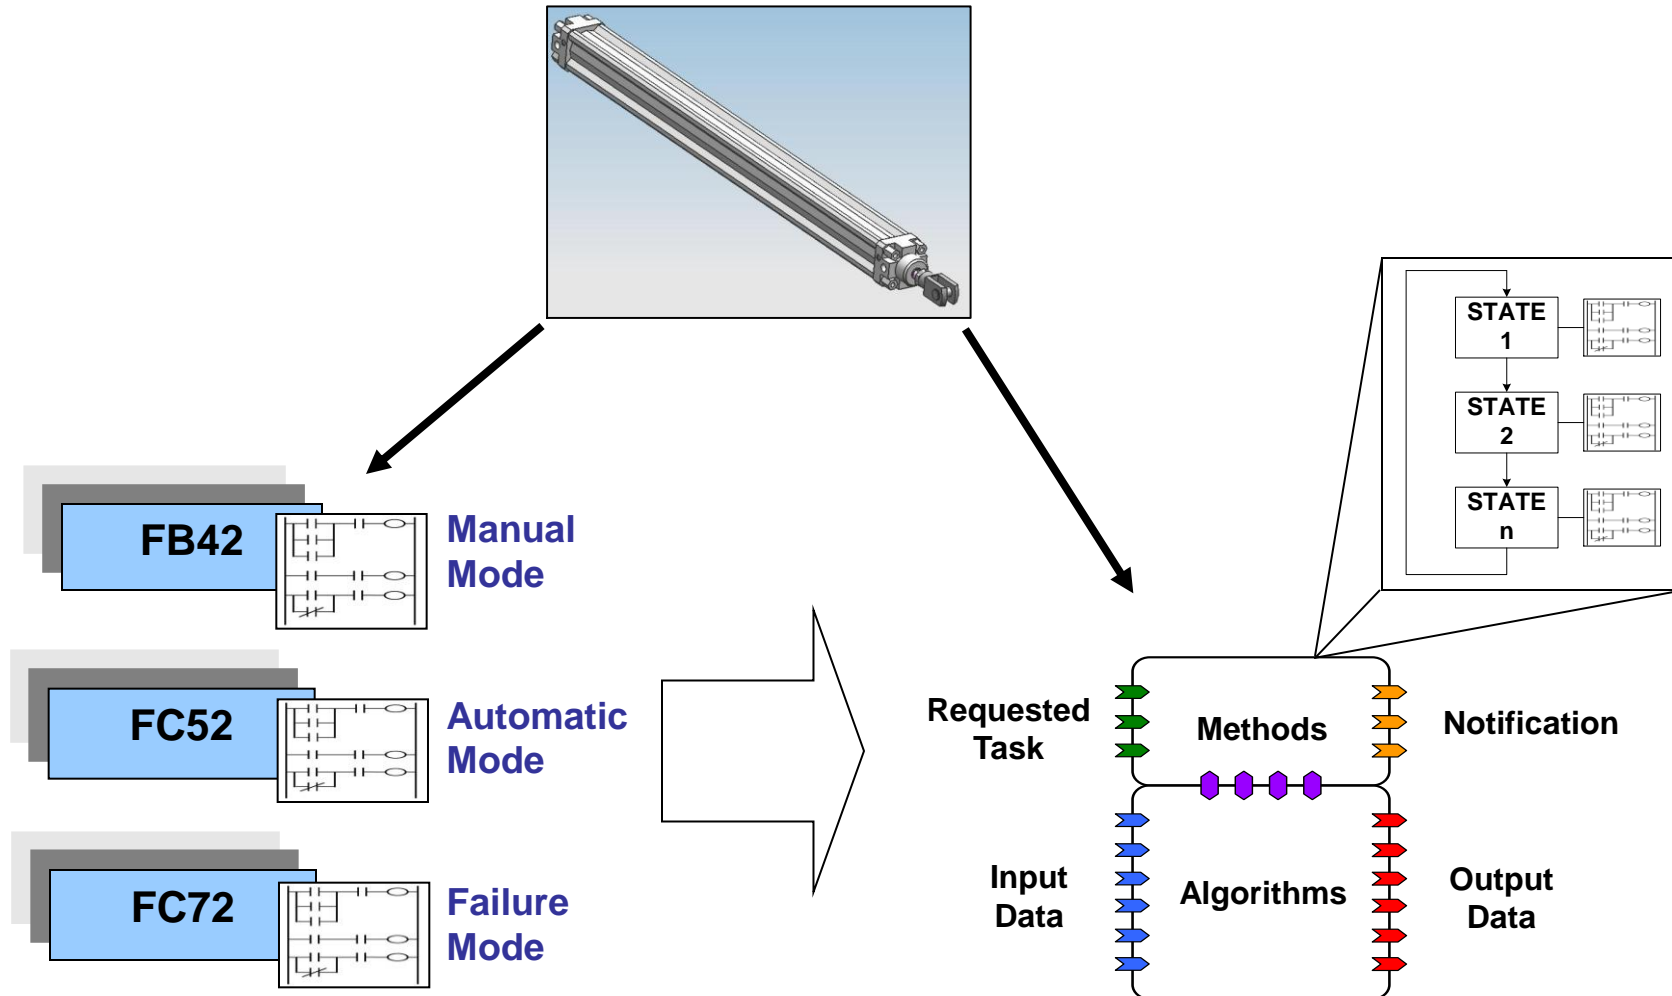 STATE
1
STATE
2
STATE
n
FB42
Manual
Mode
FC52
Automatic
Mode
FC72
Failure
Mode
Requested
Task
Methods
Notification
Input
Data
Algorithms
Output
Data